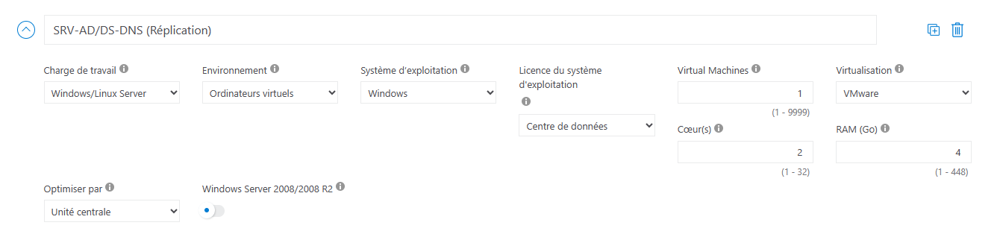 SRV-AD/DS-DNS (Réplication)
Charge de travail
Windows/Linux Server
Environnement
Ordinateurs virtuels
Système d'exploitation
Windows
Licence du système
d'exploitation
Centre de données
Virtual Machines
1
(1 - 9999)
Virtualisation
VMware
Cœur(s)
2
(1 - 32)
RAM (Go)
4
(1 - 448)
Optimiser par
Unité centrale
Windows Server 2008/2008 R2